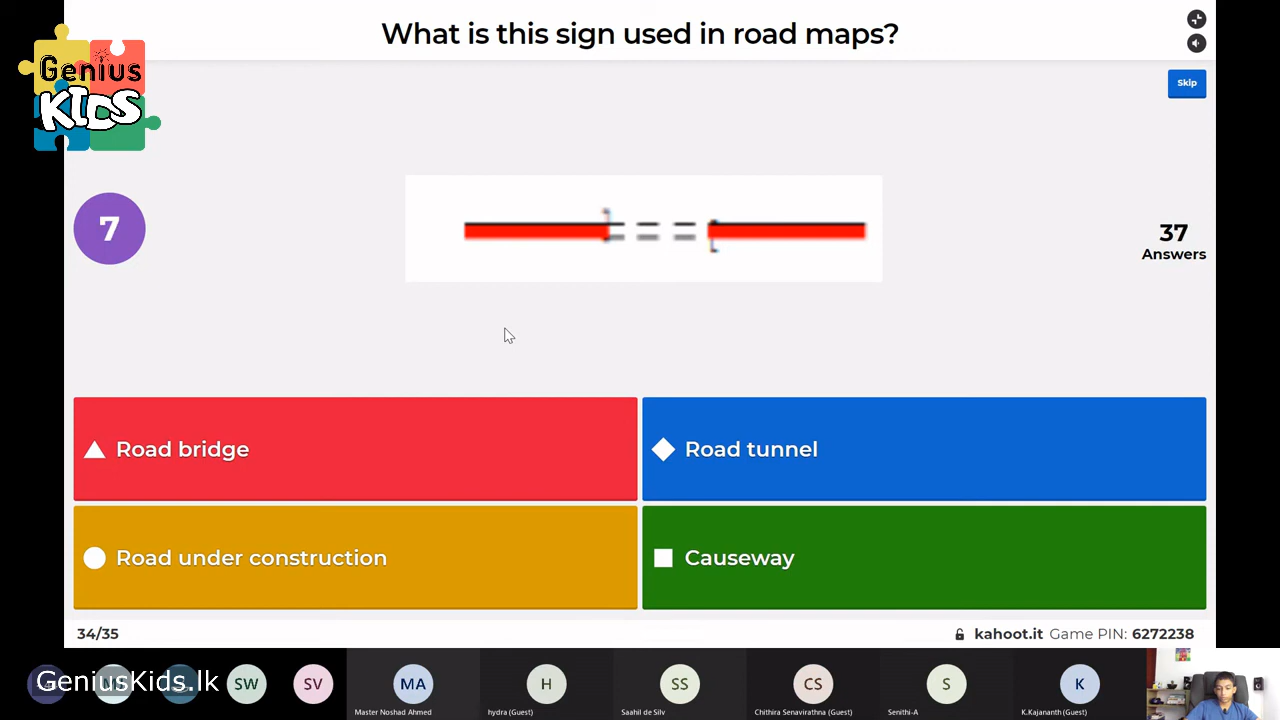 What is this sign used in road maps?
Genius
KIDS
Skip
7
37
Answers
Road bridge
Road tunnel
Road under construction
Causeway
34/35
kahoot.it Game PIN: 6272238
GeniusKids.lk
SW
SV
MA
H
SS
CS
S
K
Master Noshad Ahmed
hydra (Guest)
Saahil de Silv
Chithira Senavirathna (Guest)
Senithi-A
K.Kajananth (Guest)